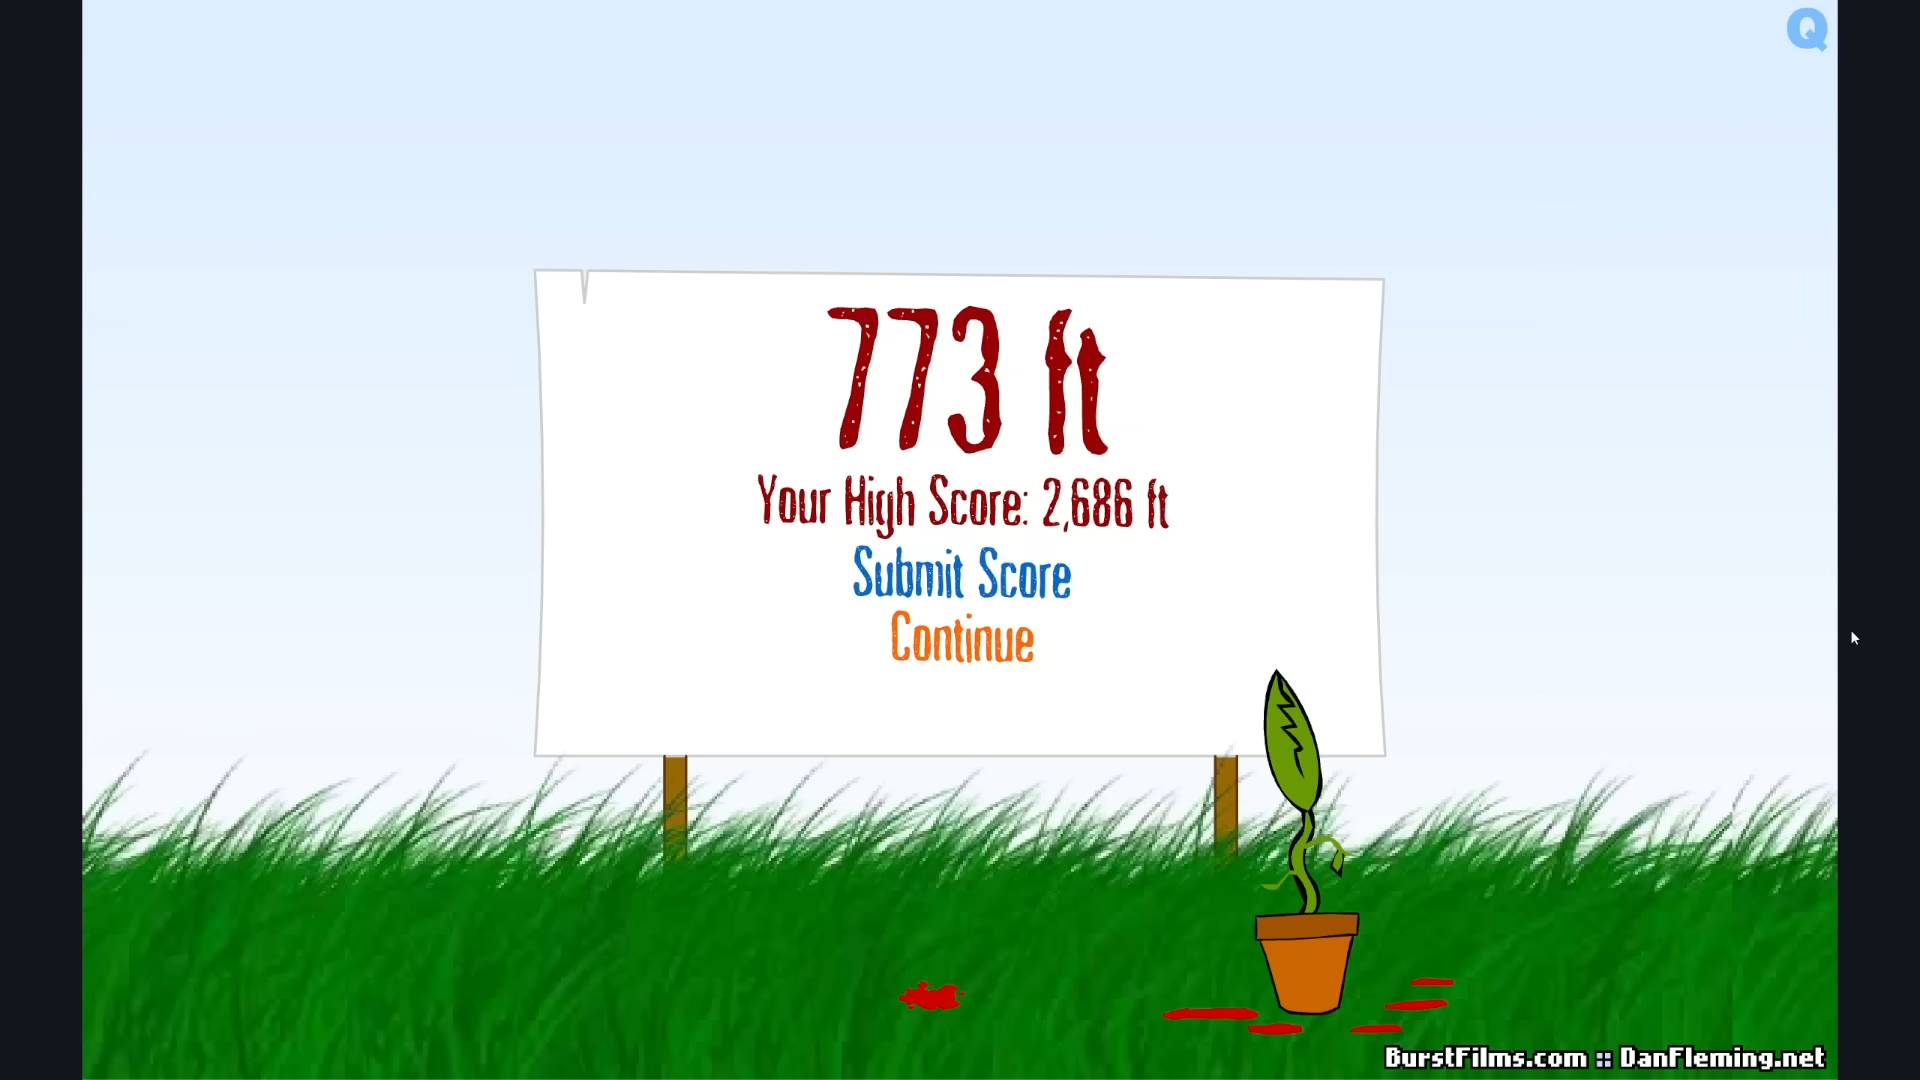 Q
773 ft
Your High Score: 2,686 ft
Submit Score
Continue
BurstFilms.com :: DanFleming.net